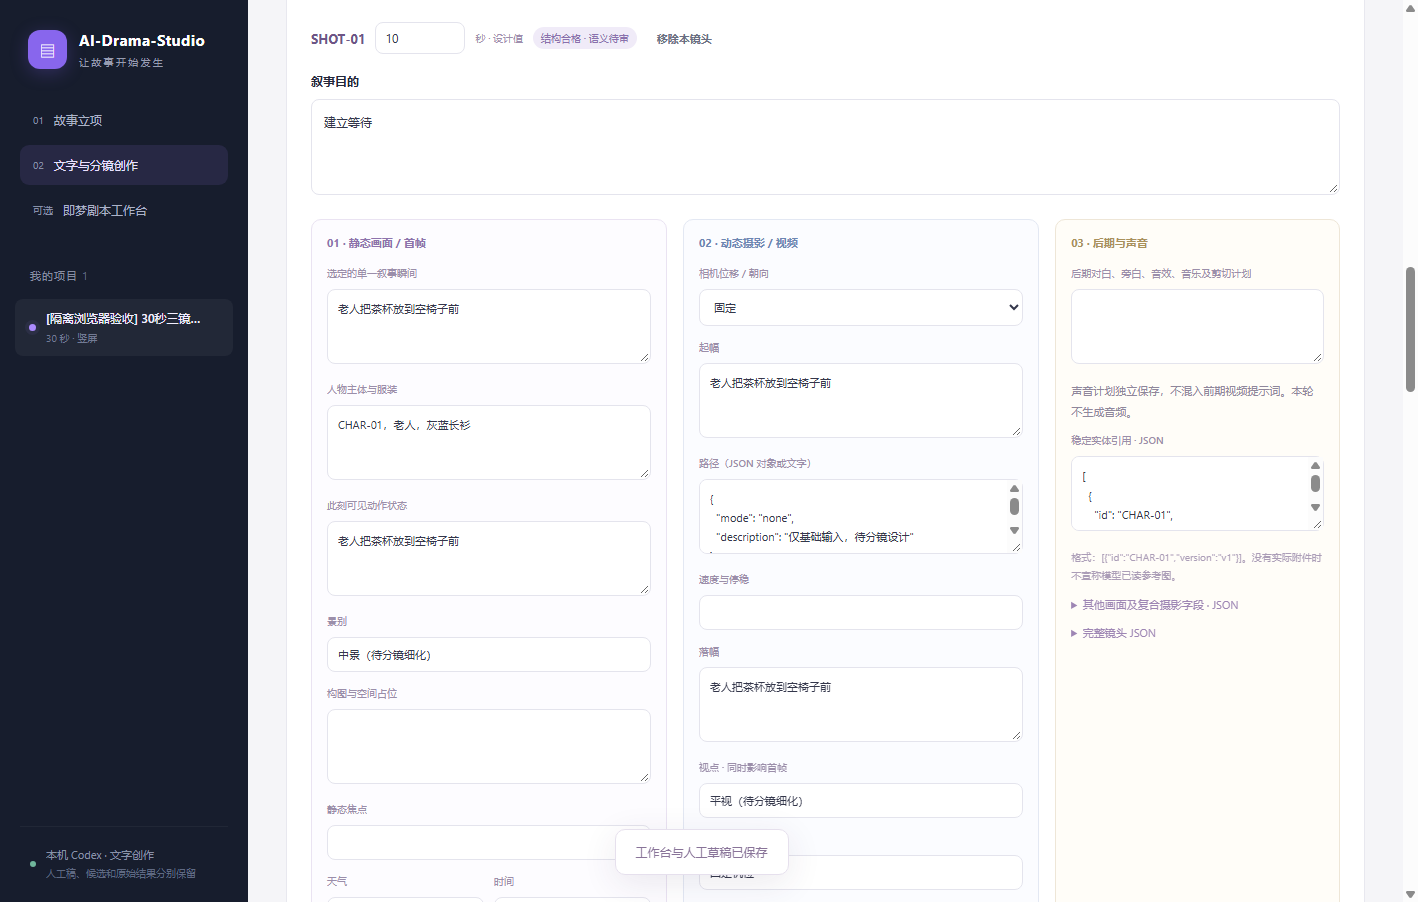 AI-Drama-Studio
让故事开始发生
01 故事立项
02 文字与分镜创作
可选 即梦剧本工作台
我的项目 1
[隔离浏览器验收] 30秒三镜...
30 秒 · 竖屏
本机 Codex · 文字创作
人工稿、候选和原始结果分别保留
SHOT-01 10 秒 · 设计值 结构合格 · 语义待审 移除本镜头
叙事目的
建立等待
01 · 静态画面 / 首帧
选定的单一叙事瞬间
老人把茶杯放到空椅子前
人物主体与服装
CHAR-01，老人，灰蓝长衫
此刻可见动作状态
老人把茶杯放到空椅子前
景别
中景（待分镜细化）
构图与空间占位
静态焦点
天气 时间
02 · 动态摄影 / 视频
相机位移 / 朝向
固定
起幅
老人把茶杯放到空椅子前
路径（JSON 对象或文字）
{
"mode": "none",
"description": "仅基础输入，待分镜设计"
速度与停稳
落幅
老人把茶杯放到空椅子前
视点 · 同时影响首帧
平视（待分镜细化）
03 · 后期与声音
后期对白、旁白、音效、音乐及剪切计划
声音计划独立保存，不混入前期视频提示词。本轮
不生成音频。
稳定实体引用 · JSON
[
{
"id": "CHAR-01",
格式：[{"id":"CHAR-01","version":"v1"}]。没有实际附件时
不宣称模型已读参考图。
其他画面及复合摄影字段 · JSON
完整镜头 JSON
工作台与人工草稿已保存